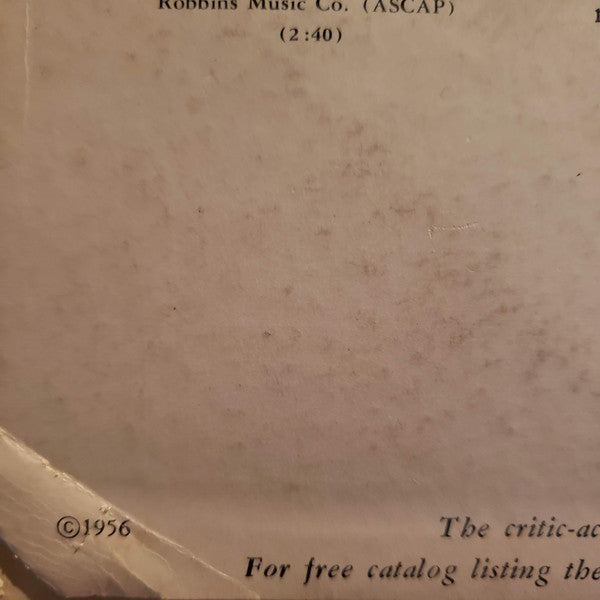 Robbins Music Co. (ASCAP)
(2:40)
©1956
The critic-ac
For free catalog listing the